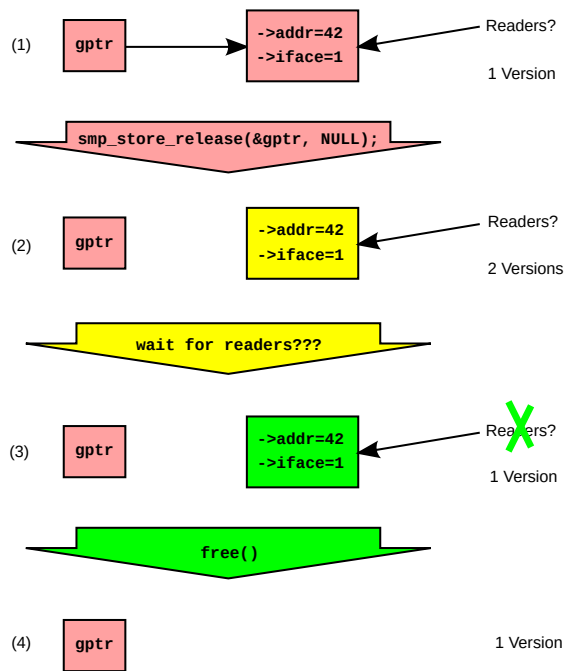 Readers?
(1)
gptr
->addr=42
->iface=1
1 Version
smp_store_release(&gptr, NULL);
(2)
gptr
->addr=42
->iface=1
Readers?
2 Versions
wait for readers???
(3)
gptr
->addr=42
->iface=1
Readers?
1 Version
free()
(4)
gptr
1 Version